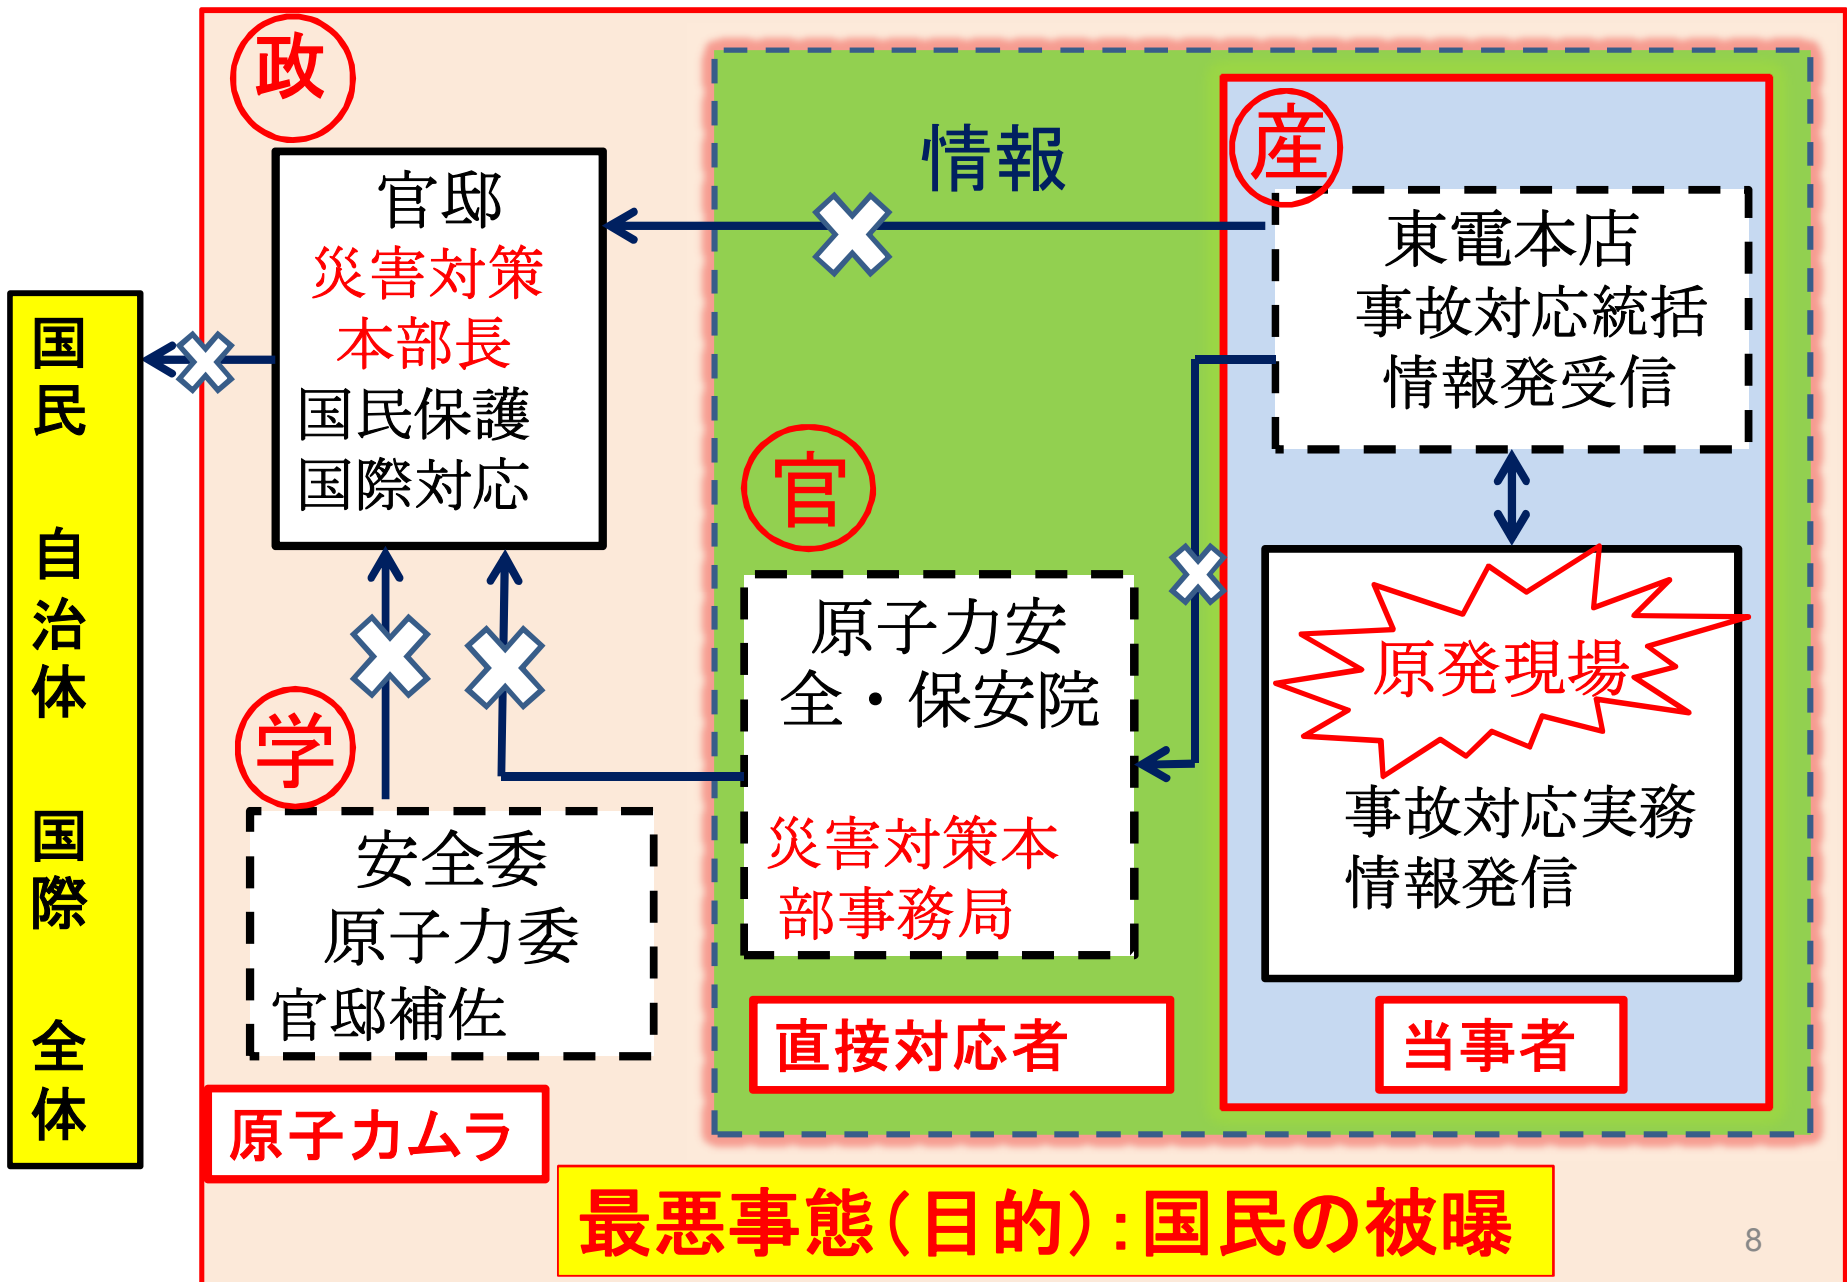 政
官邸
災害対策
本部長
国民保護
国際対応
情報
産
東電本店
事故対応統括
情報発受信
国民 自治体 国際 全体
官
原子力安
全・保安院
災害対策本
部事務局
原発現場
事故対応実務
情報発信
学
安全委
原子力委
官邸補佐
直接対応者
当事者
原子力ムラ
最悪事態(目的):国民の被曝
8